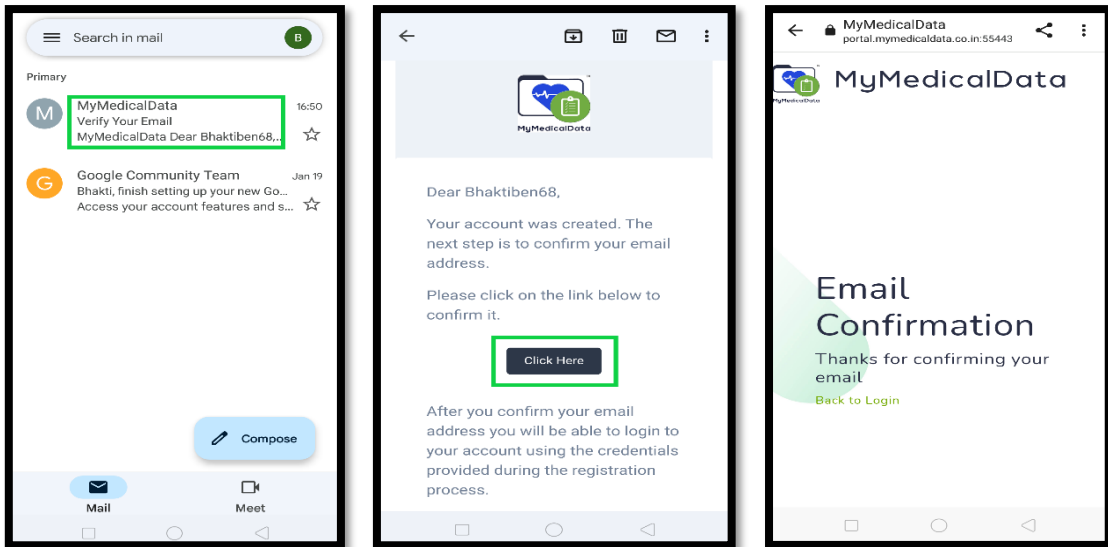 Search in mail
B
Primary
M
MyMedicalData 16:50
Verify Your Email
MyMedicalData Dear Bhaktiben68,...
G
Google Community Team Jan 19
Bhakti, finish setting up your new Go...
Access your account features and s...
Compose
Mail Meet
MyMedicalData
Dear Bhaktiben68,
Your account was created. The
next step is to confirm your email
address.
Please click on the link below to
confirm it.
Click Here
After you confirm your email
address you will be able to login to
your account using the credentials
provided during the registration
process.
MyMedicalData
portal.mymedicaldata.co.in:55443
MyMedicalData
MyMedicalData
Email
Confirmation
Thanks for confirming your
email
Back to Login